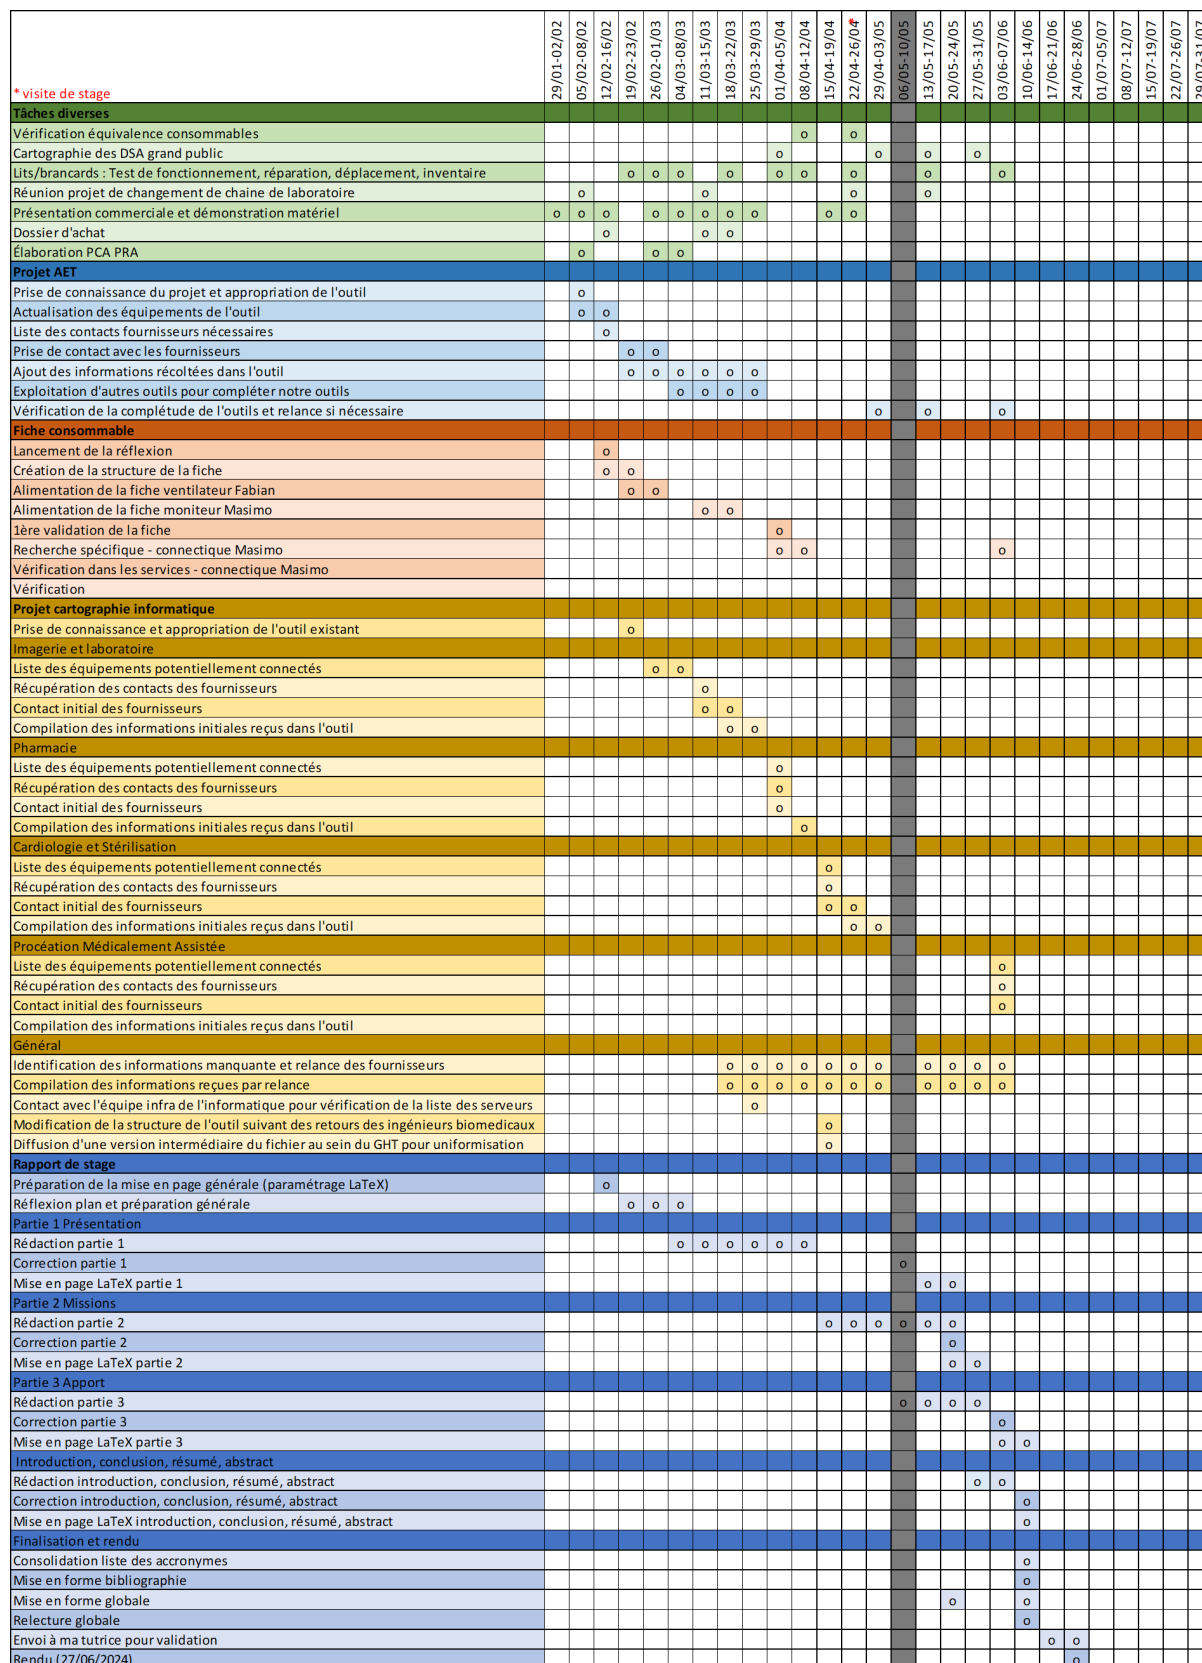 29/01-02/02
05/02-08/02
12/02-16/02
19/02-23/02
26/02-01/03
04/03-08/03
11/03-15/03
18/03-22/03
25/03-29/03
01/04-05/04
08/04-12/04
15/04-19/04
22/04-26/04*
29/04-03/05
06/05-10/05
13/05-17/05
20/05-24/05
27/05-31/05
03/06-07/06
10/06-14/06
17/06-21/06
24/06-28/06
01/07-05/07
08/07-12/07
15/07-19/07
22/07-26/07
29/07-31/07
* visite de stage
Tâches diverses
Vérification équivalence consommables o o
Cartographie des DSA grand public o o o o
Lits/brancards : Test de fonctionnement, réparation, déplacement, inventaire o o o o o o o o o
Réunion projet de changement de chaine de laboratoire o o o o
Présentation commerciale et démonstration matériel o o o o o o o o o o
Dossier d'achat o o o
Élaboration PCA PRA o o o
Projet AET
Prise de connaissance du projet et appropriation de l'outil o
Actualisation des équipements de l'outil o o
Liste des contacts fournisseurs nécessaires o
Prise de contact avec les fournisseurs o o
Ajout des informations récoltées dans l'outil o o o o o o
Exploitation d'autres outils pour compléter notre outils o o o o
Vérification de la complétude de l'outils et relance si nécessaire o o o
Fiche consommable
Lancement de la réflexion o
Création de la structure de la fiche o o
Alimentation de la fiche ventilateur Fabian o o
Alimentation de la fiche moniteur Masimo o o
1ère validation de la fiche o
Recherche spécifique - connectique Masimo o o o
Vérification dans les services - connectique Masimo
Vérification
Projet cartographie informatique
Prise de connaissance et appropriation de l'outil existant o
Imagerie et laboratoire
Liste des équipements potentiellement connectés o o
Récupération des contacts des fournisseurs o
Contact initial des fournisseurs o o
Compilation des informations initiales reçus dans l'outil o o
Pharmacie
Liste des équipements potentiellement connectés o
Récupération des contacts des fournisseurs o
Contact initial des fournisseurs o
Compilation des informations initiales reçus dans l'outil o
Cardiologie et Stérilisation
Liste des équipements potentiellement connectés o
Récupération des contacts des fournisseurs o
Contact initial des fournisseurs o o
Compilation des informations initiales reçus dans l'outil o o
Procéation Médicalement Assistée
Liste des équipements potentiellement connectés o
Récupération des contacts des fournisseurs o
Contact initial des fournisseurs o
Compilation des informations initiales reçus dans l'outil
Général
Identification des informations manquante et relance des fournisseurs o o o o o o o o o o o
Compilation des informations reçues par relance o o o o o o o o o o o
Contact avec l'équipe infra de l'informatique pour vérification de la liste des serveurs o
Modification de la structure de l'outil suivant des retours des ingénieurs biomedicaux o
Diffusion d'une version intermédiaire du fichier au sein du GHT pour uniformisation o
Rapport de stage
Préparation de la mise en page générale (paramétrage LaTeX) o
Réflexion plan et préparation générale o o o
Partie 1 Présentation
Rédaction partie 1 o o o o o o
Correction partie 1 o
Mise en page LaTeX partie 1 o o
Partie 2 Missions
Rédaction partie 2 o o o o o o
Correction partie 2 o
Mise en page LaTeX partie 2 o o
Partie 3 Apport
Rédaction partie 3 o o o o
Correction partie 3 o
Mise en page LaTeX partie 3 o o
Introduction, conclusion, résumé, abstract
Rédaction introduction, conclusion, résumé, abstract o o
Correction introduction, conclusion, résumé, abstract o
Mise en page LaTeX introduction, conclusion, résumé, abstract o
Finalisation et rendu
Consolidation liste des accronymes o
Mise en forme bibliographie o
Mise en forme globale o o
Relecture globale o
Envoi à ma tutrice pour validation o o
Rendu (27/06/2024) o